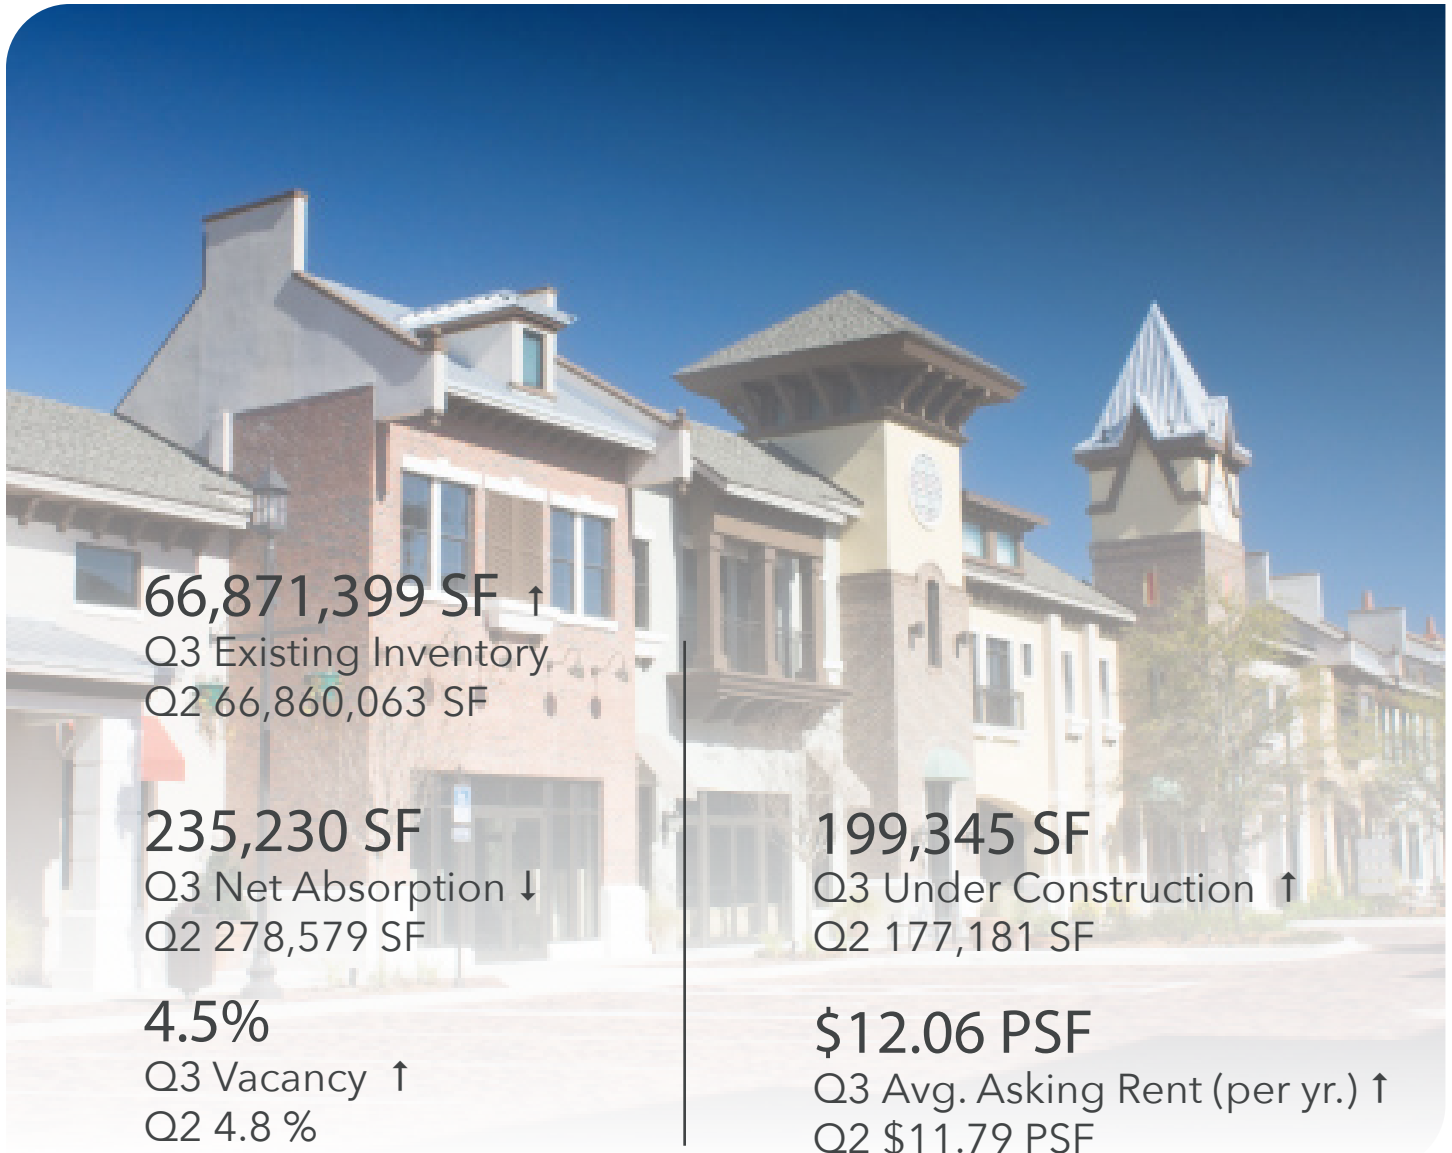 66,871,399 SF ↑
Q3 Existing Inventory
Q2 66,860,063 SF
235,230 SF
Q3 Net Absorption ↓
Q2 278,579 SF
4.5%
Q3 Vacancy ↑
Q2 4.8 %
199,345 SF
Q3 Under Construction ↑
Q2 177,181 SF
$12.06 PSF
Q3 Avg. Asking Rent (per yr.) ↑
Q2 $11.79 PSF